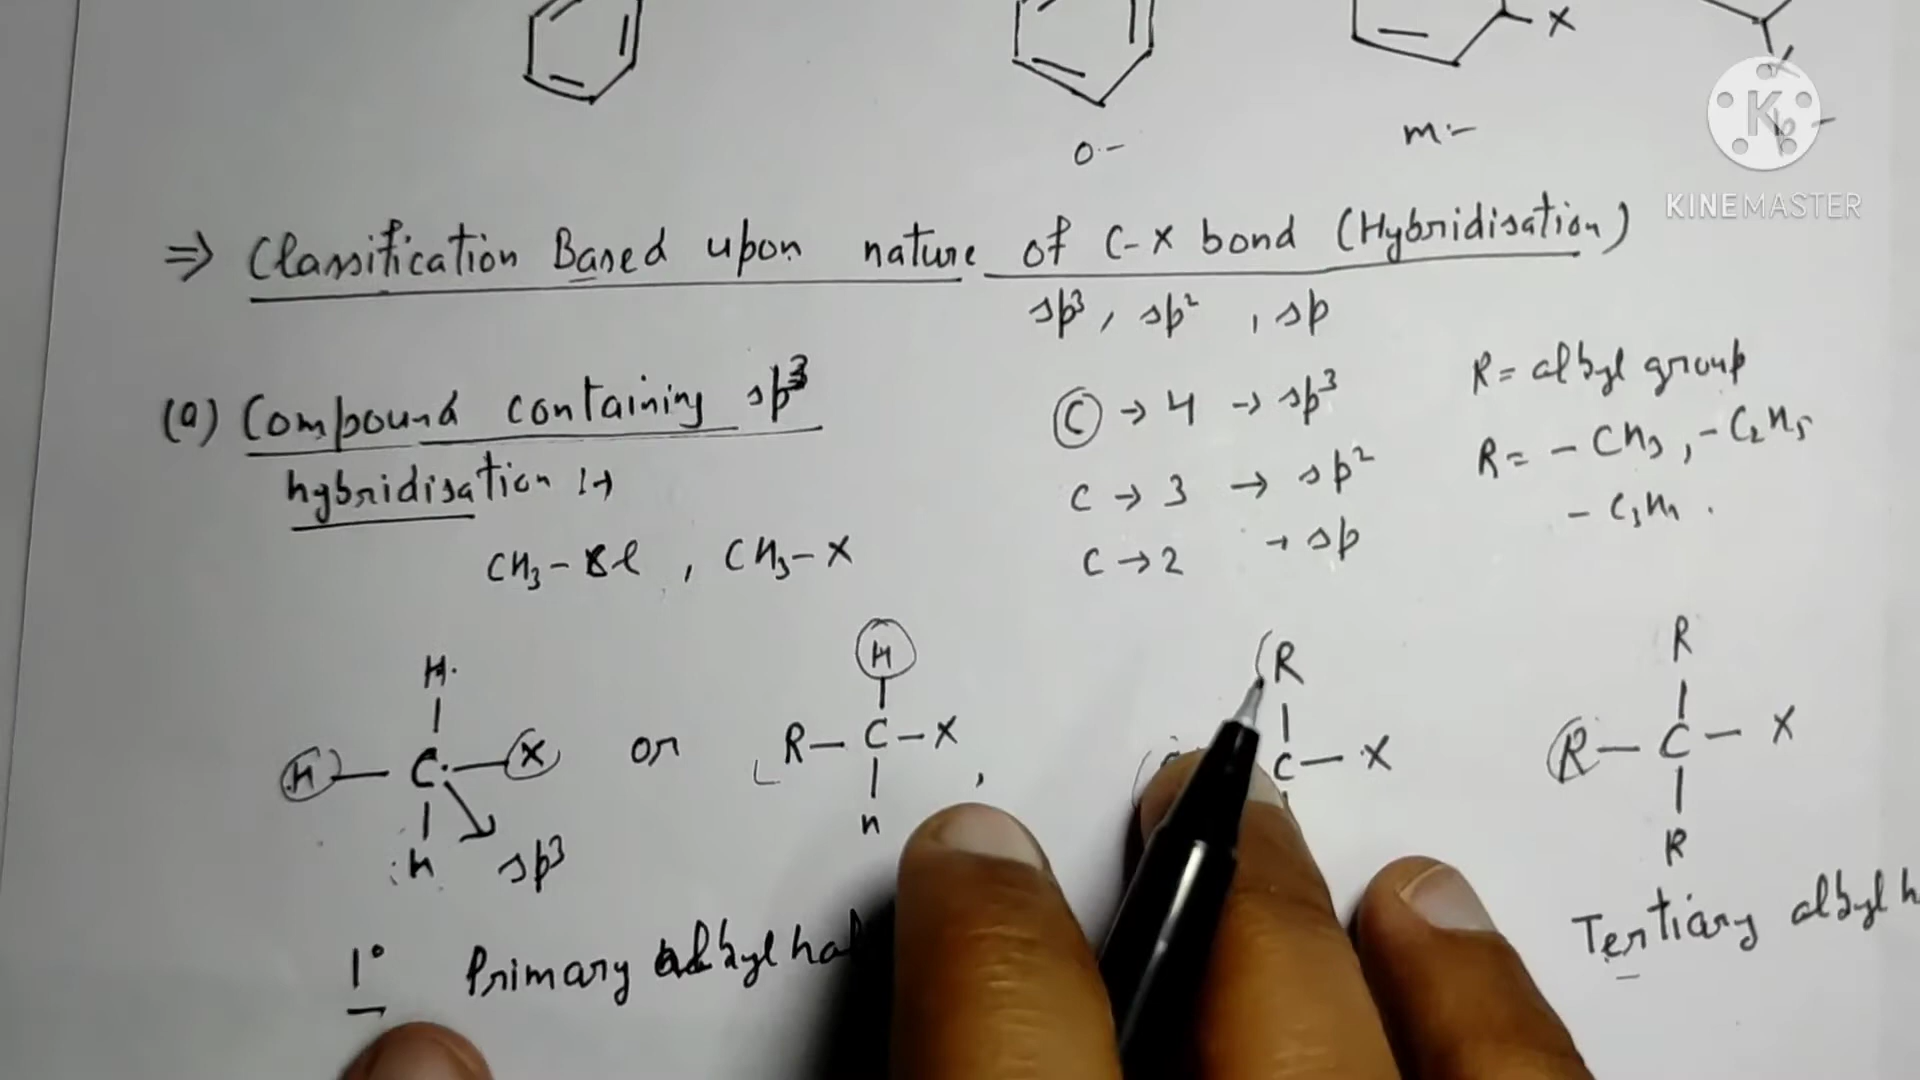 X
X
o:-
m:-
p-
K
KINEMASTER
⇒ Classification Based upon nature of C-X bond (Hybridisation)
sp³, sp², sp
(a) Compound containing sp³
hybridisation :→
CH₃-Cl, CH₃-X
C → 4 → sp³
C → 3 → sp²
C → 2 → sp
R = alkyl group
R = -CH₃, -C₂H₅
-C₃H₇.
H
H-C-X
H
sp³
or
H
R-C-X,
H
R
C-X
R
R-C-X
R
1° Primary alkyl hal
Tertiary alkyl h